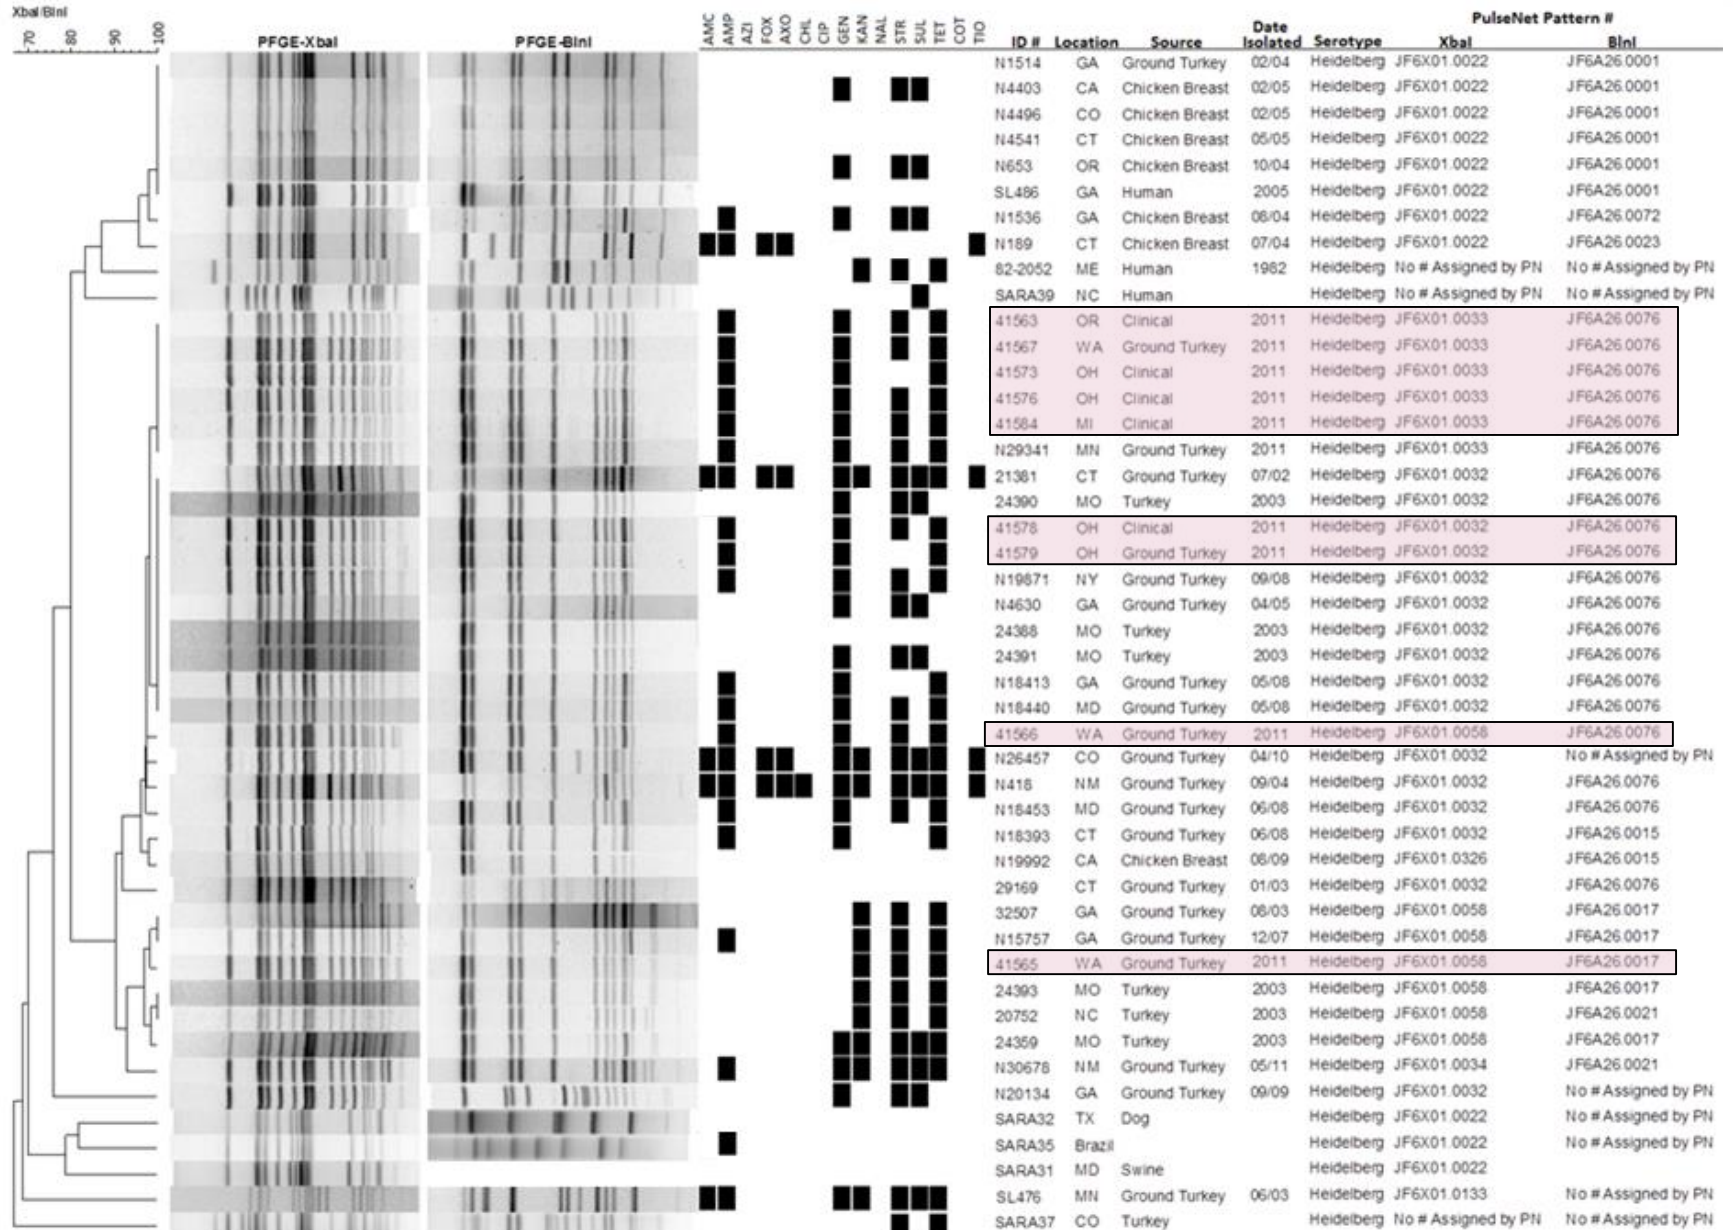 XbaI/BlnI
70 80 90 100
PFGE-XbaI PFGE-BlnI
AMC AMP AZI FOX AXO CHL CIP GEN KAN NAL STR SUL TET COT TIO
PulseNet Pattern #
ID # Location Source Date Isolated Serotype XbaI BlnI
N1514 GA Ground Turkey 02/04 Heidelberg JF6X01.0022 JF6A26.0001
N4403 CA Chicken Breast 02/05 Heidelberg JF6X01.0022 JF6A26.0001
N4496 CO Chicken Breast 02/05 Heidelberg JF6X01.0022 JF6A26.0001
N4541 CT Chicken Breast 05/05 Heidelberg JF6X01.0022 JF6A26.0001
N653 OR Chicken Breast 10/04 Heidelberg JF6X01.0022 JF6A26.0001
SL486 GA Human 2005 Heidelberg JF6X01.0022 JF6A26.0001
N1536 GA Chicken Breast 08/04 Heidelberg JF6X01.0022 JF6A26.0072
N189 CT Chicken Breast 07/04 Heidelberg JF6X01.0022 JF6A26.0023
82-2052 ME Human 1982 Heidelberg No # Assigned by PN No # Assigned by PN
SARA39 NC Human Heidelberg No # Assigned by PN No # Assigned by PN
41563 OR Clinical 2011 Heidelberg JF6X01.0033 JF6A26.0076
41567 WA Ground Turkey 2011 Heidelberg JF6X01.0033 JF6A26.0076
41573 OH Clinical 2011 Heidelberg JF6X01.0033 JF6A26.0076
41576 OH Clinical 2011 Heidelberg JF6X01.0033 JF6A26.0076
41584 MI Clinical 2011 Heidelberg JF6X01.0033 JF6A26.0076
N29341 MN Ground Turkey 2011 Heidelberg JF6X01.0033 JF6A26.0076
21381 CT Ground Turkey 07/02 Heidelberg JF6X01.0032 JF6A26.0076
24390 MO Turkey 2003 Heidelberg JF6X01.0032 JF6A26.0076
41578 OH Clinical 2011 Heidelberg JF6X01.0032 JF6A26.0076
41579 OH Ground Turkey 2011 Heidelberg JF6X01.0032 JF6A26.0076
N19871 NY Ground Turkey 09/08 Heidelberg JF6X01.0032 JF6A26.0076
N4630 GA Ground Turkey 04/05 Heidelberg JF6X01.0032 JF6A26.0076
24388 MO Turkey 2003 Heidelberg JF6X01.0032 JF6A26.0076
24391 MO Turkey 2003 Heidelberg JF6X01.0032 JF6A26.0076
N18413 GA Ground Turkey 05/08 Heidelberg JF6X01.0032 JF6A26.0076
N18440 MD Ground Turkey 05/08 Heidelberg JF6X01.0032 JF6A26.0076
41566 WA Ground Turkey 2011 Heidelberg JF6X01.0058 JF6A26.0076
N26457 CO Ground Turkey 04/10 Heidelberg JF6X01.0032 No # Assigned by PN
N418 NM Ground Turkey 09/04 Heidelberg JF6X01.0032 JF6A26.0076
N18453 MD Ground Turkey 06/08 Heidelberg JF6X01.0032 JF6A26.0076
N18393 CT Ground Turkey 06/08 Heidelberg JF6X01.0032 JF6A26.0015
N19992 CA Chicken Breast 08/09 Heidelberg JF6X01.0326 JF6A26.0015
29169 CT Ground Turkey 01/03 Heidelberg JF6X01.0032 JF6A26.0076
32507 GA Ground Turkey 08/03 Heidelberg JF6X01.0058 JF6A26.0017
N15757 GA Ground Turkey 12/07 Heidelberg JF6X01.0058 JF6A26.0017
41565 WA Ground Turkey 2011 Heidelberg JF6X01.0058 JF6A26.0017
24393 MO Turkey 2003 Heidelberg JF6X01.0058 JF6A26.0017
20752 NC Turkey 2003 Heidelberg JF6X01.0058 JF6A26.0021
24359 MO Turkey 2003 Heidelberg JF6X01.0058 JF6A26.0017
N30678 NM Ground Turkey 05/11 Heidelberg JF6X01.0034 JF6A26.0021
N20134 GA Ground Turkey 09/09 Heidelberg JF6X01.0032 No # Assigned by PN
SARA32 TX Dog Heidelberg JF6X01.0022 No # Assigned by PN
SARA35 Brazil Heidelberg JF6X01.0022 No # Assigned by PN
SARA31 MD Swine Heidelberg JF6X01.0022
SL476 MN Ground Turkey 06/03 Heidelberg JF6X01.0133 No # Assigned by PN
SARA37 CO Turkey Heidelberg No # Assigned by PN No # Assigned by PN